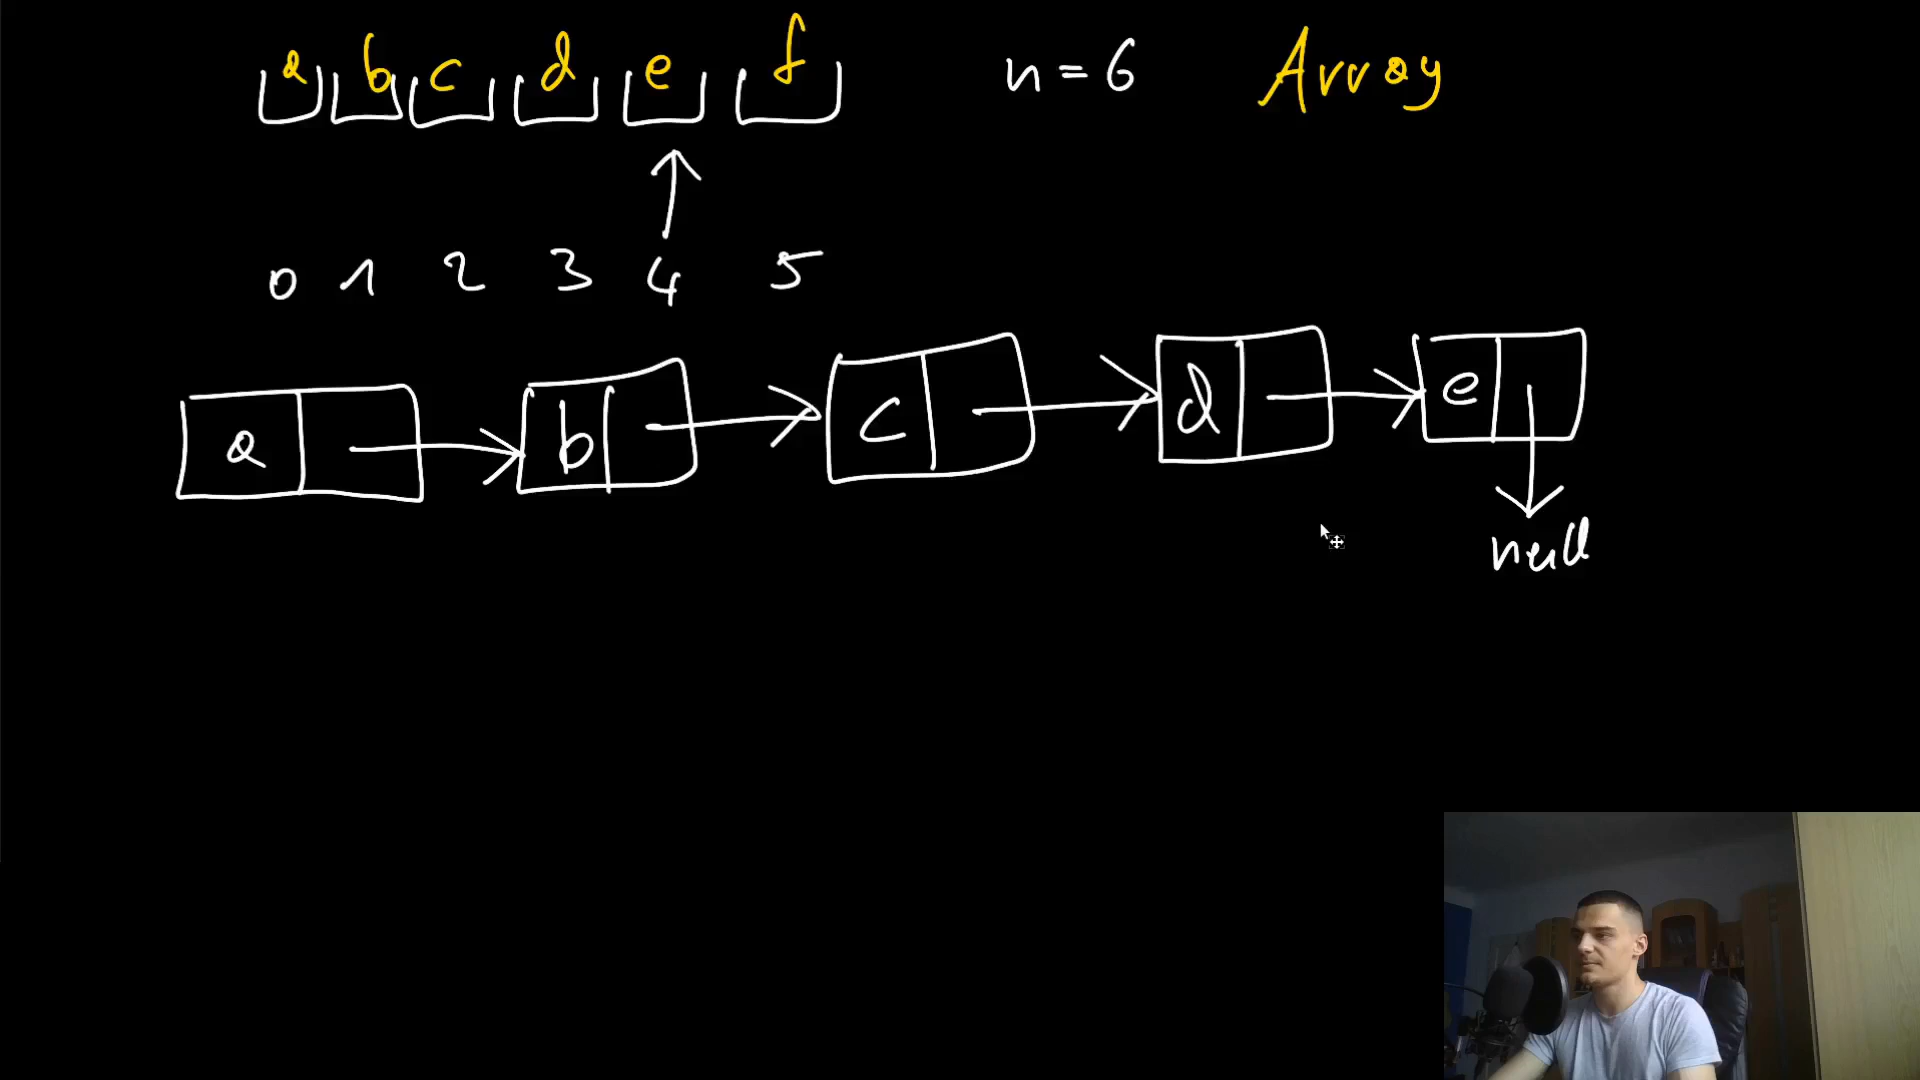 a b c d e f n = 6 Array
0 1 2 3 4 5
a b c d e
null